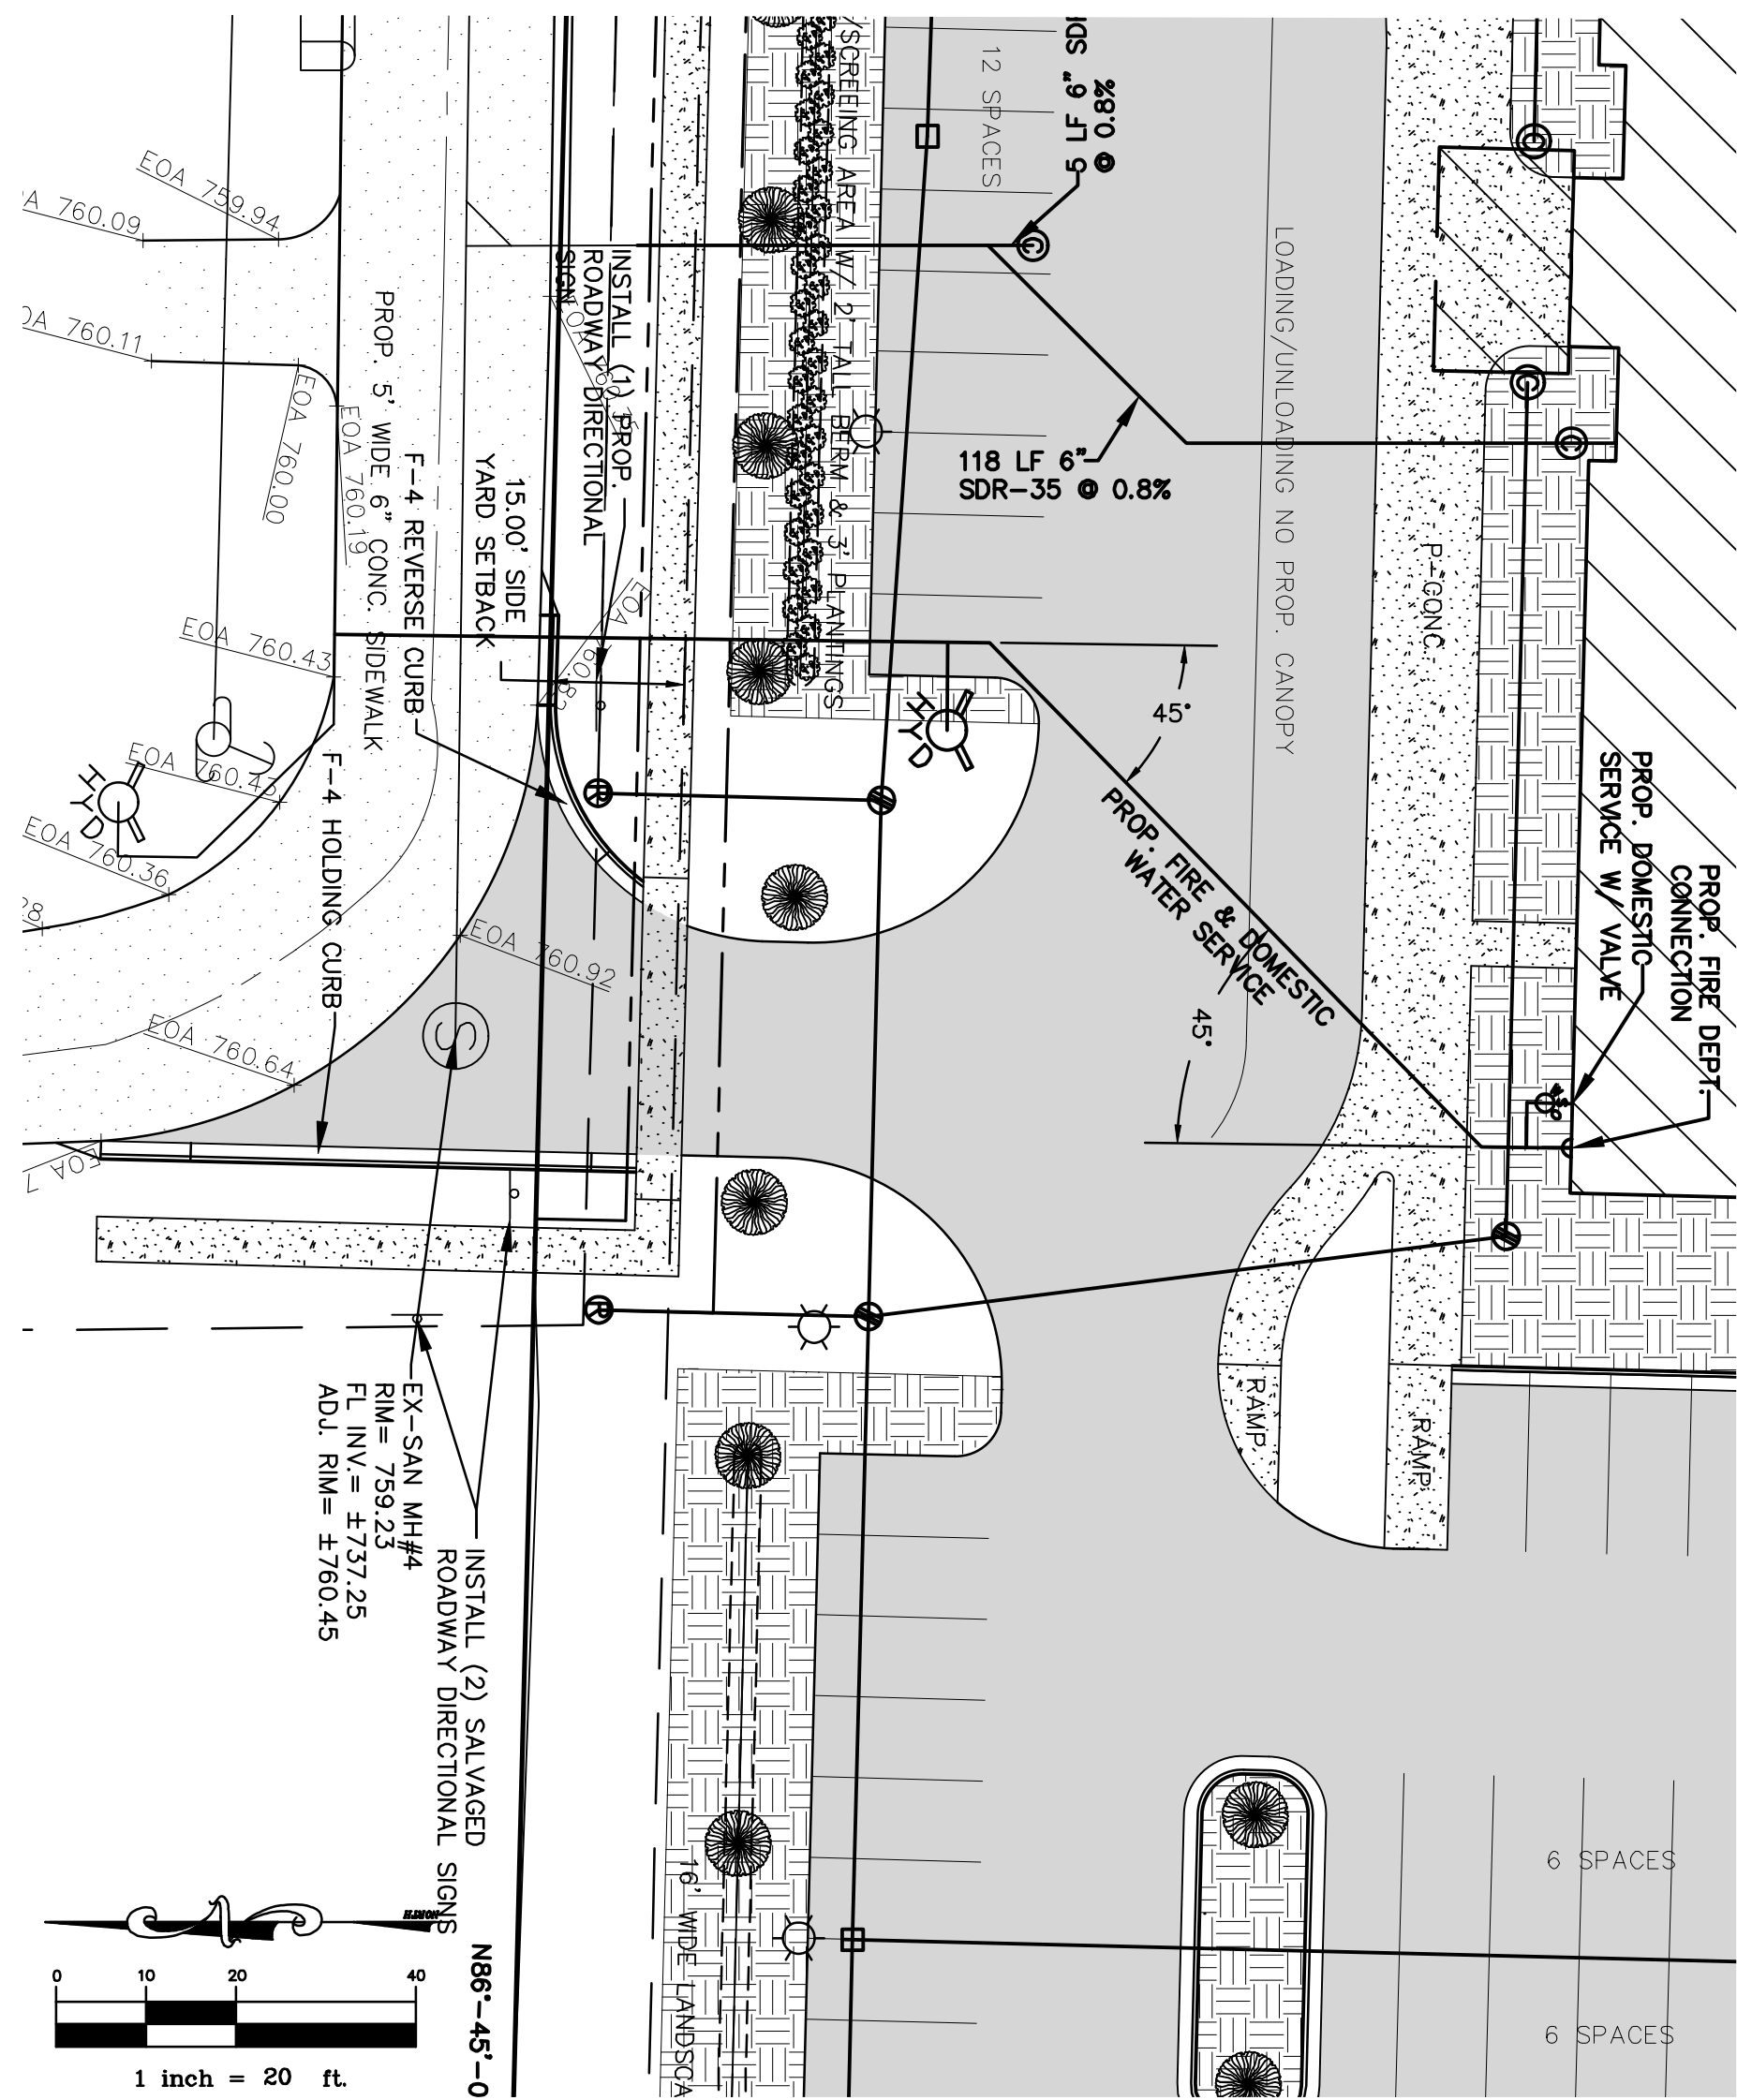 /SCREEING AREA W/ 2' TALL BERM & 3' PLANTINGS
12 SPACES
5 LF 6" SDS
@ 0.8%
EOA 759.94
A 760.09
OA 760.11
EOA 760.00
EOA 760.19
PROP. 5' WIDE 6" CONC. SIDEWALK
F-4 REVERSE CURB
15.00' SIDE
YARD SETBACK
INSTALL (1) PROP.
ROADWAY DIRECTIONAL
SIGN
118 LF 6"
SDR-35 @ 0.8%
LOADING/UNLOADING NO PROP. CANOPY
P-CONC
C
C
C
C
EOA 760.43
EOA 760.43
EOA 760.36
HYD
HYD
45°
45°
PROP. FIRE & DOMESTIC
WATER SERVICE
PROP. DOMESTIC
SERVICE W/ VALVE
PROP. FIRE DEPT.
CONNECTION
F-4 HOLDING CURB
EOA 760.92
EOA 760.64
EOA 7
S
R
R
RAMP
RAMP
EX-SAN MH#4
RIM= 759.23
FL INV.= ±737.25
ADJ. RIM= ±760.45
INSTALL (2) SALVAGED
ROADWAY DIRECTIONAL SIGNS
N86°-45'-0
16' WIDE LANDSCA
6 SPACES
6 SPACES
NORTH
0 10 20 40
1 inch = 20 ft.